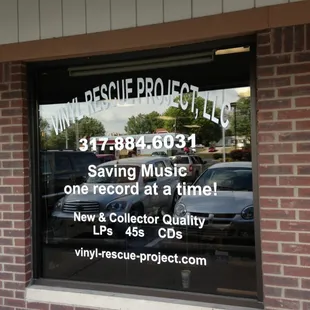 VINYL RESCUE PROJECT, LLC
317.884.6031
Saving Music
one record at a time!
New & Collector Quality
LPs 45s CDs
vinyl-rescue-project.com